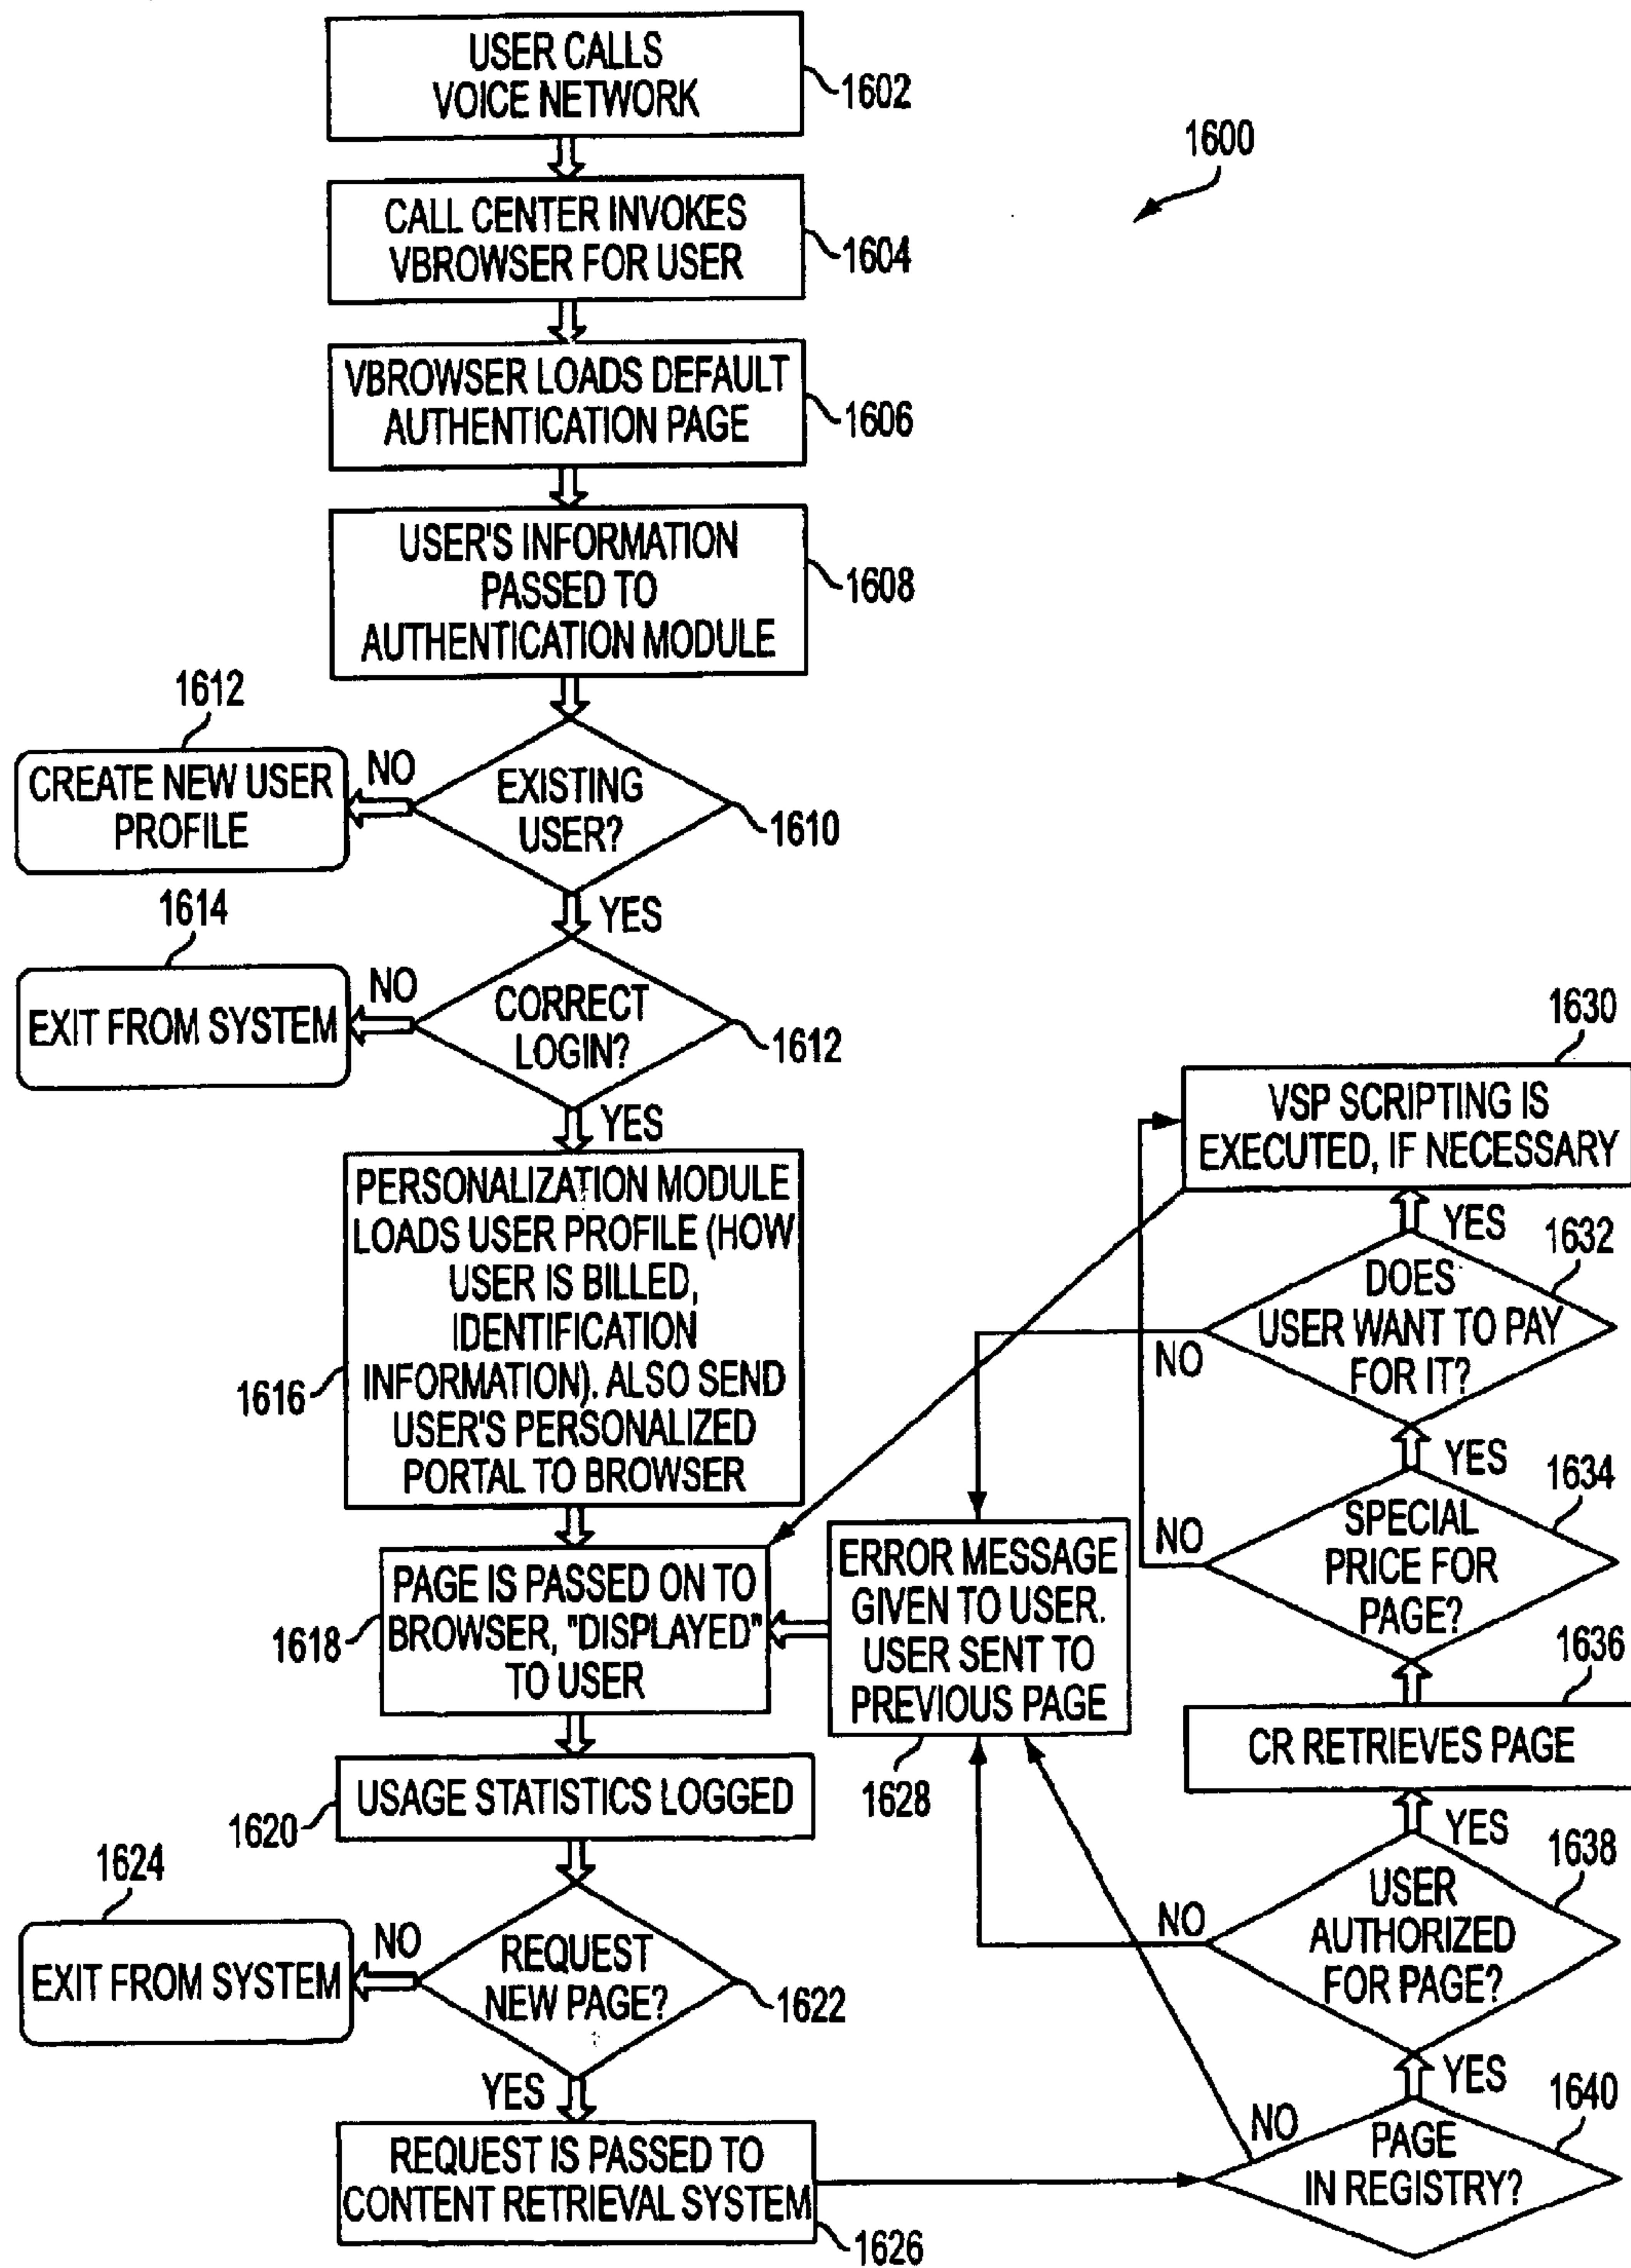 USER CALLS
VOICE NETWORK
1602
1600
CALL CENTER INVOKES
VBROWSER FOR USER
1604
VBROWSER LOADS DEFAULT
AUTHENTICATION PAGE
1606
USER'S INFORMATION
PASSED TO
AUTHENTICATION MODULE
1608
1612
CREATE NEW USER
PROFILE
NO
EXISTING
USER?
1610
YES
1614
EXIT FROM SYSTEM
NO
CORRECT
LOGIN?
1612
YES
PERSONALIZATION MODULE
LOADS USER PROFILE (HOW
USER IS BILLED,
IDENTIFICATION
INFORMATION). ALSO SEND
USER'S PERSONALIZED
PORTAL TO BROWSER
1616
PAGE IS PASSED ON TO
BROWSER, "DISPLAYED"
TO USER
1618
USAGE STATISTICS LOGGED
1620
1624
EXIT FROM SYSTEM
NO
REQUEST
NEW PAGE?
1622
YES
REQUEST IS PASSED TO
CONTENT RETRIEVAL SYSTEM
1626
ERROR MESSAGE
GIVEN TO USER.
USER SENT TO
PREVIOUS PAGE
1628
1630
VSP SCRIPTING IS
EXECUTED, IF NECESSARY
YES
1632
DOES
USER WANT TO PAY
FOR IT?
NO
YES
1634
SPECIAL
PRICE FOR
PAGE?
NO
1636
CR RETRIEVES PAGE
YES
1638
USER
AUTHORIZED
FOR PAGE?
NO
YES
1640
PAGE
IN REGISTRY?
NO